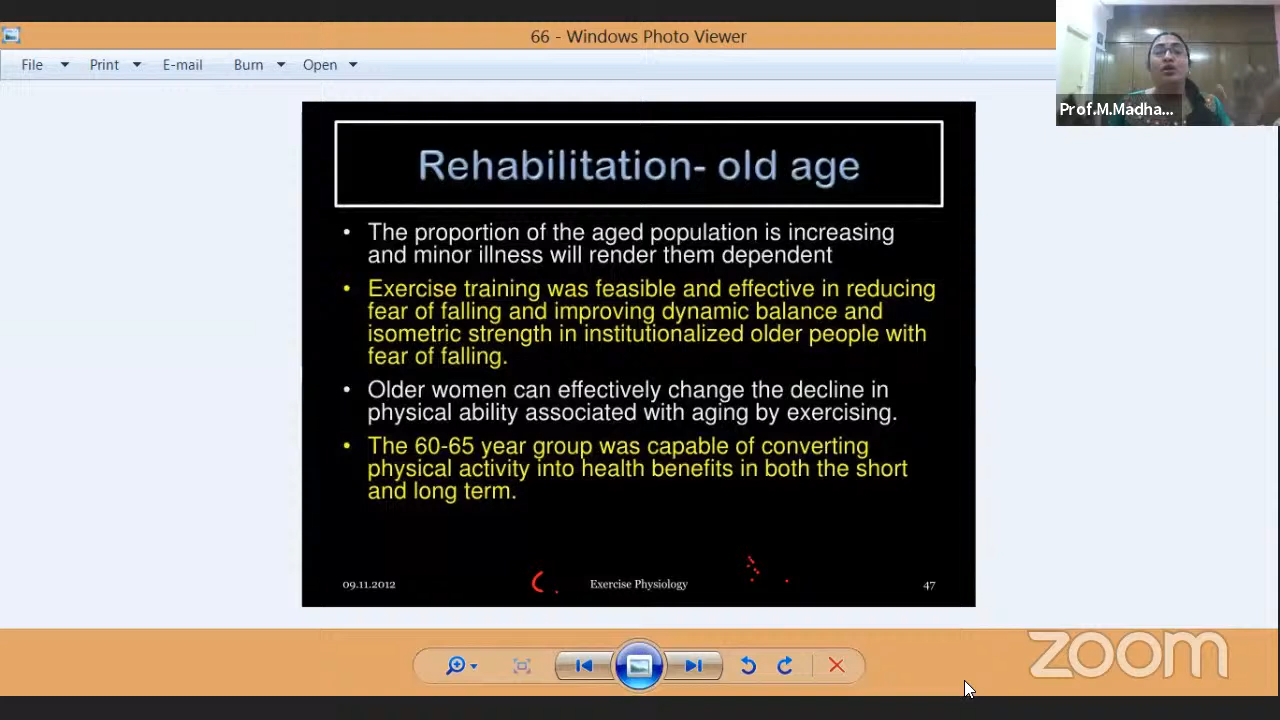 66 - Windows Photo Viewer
File Print E-mail Burn Open
Prof.M.Madha...
Rehabilitation- old age
• The proportion of the aged population is increasing
and minor illness will render them dependent
• Exercise training was feasible and effective in reducing
fear of falling and improving dynamic balance and
isometric strength in institutionalized older people with
fear of falling.
• Older women can effectively change the decline in
physical ability associated with aging by exercising.
• The 60-65 year group was capable of converting
physical activity into health benefits in both the short
and long term.
09.11.2012 Exercise Physiology 47
zoom